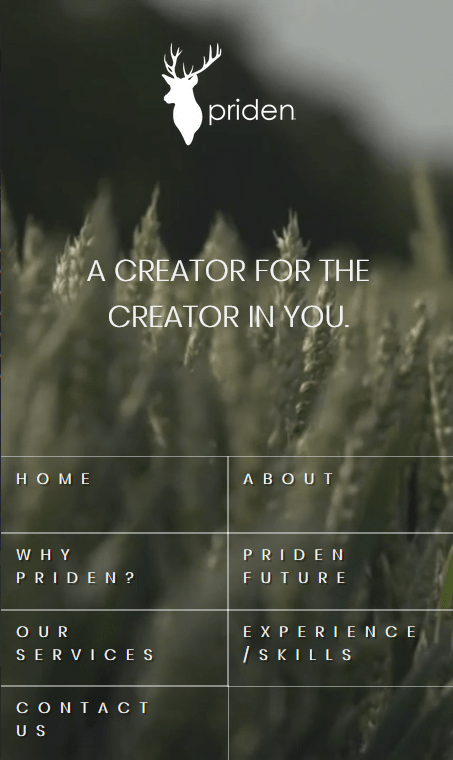 priden
A CREATOR FOR THE
CREATOR IN YOU.
HOME
ABOUT
WHY
PRIDEN?
PRIDEN
FUTURE
OUR
SERVICES
EXPERIENCE
/SKILLS
CONTACT
US